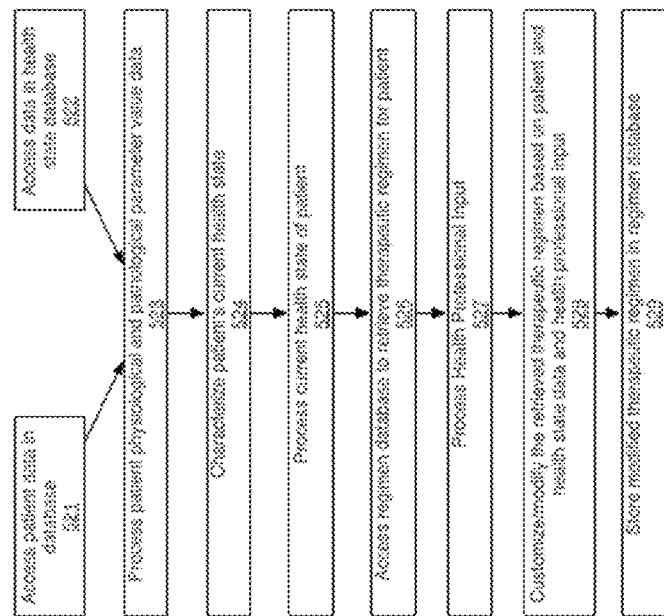 Access patient data in
database
521
Access data in health
state database
522
Process patient physiological and pathological parameter value data
523
Characterize patient's current health state
524
Process current health state of patient
525
Access regimen database to retrieve therapeutic regimen for patient
526
Process Health Professional Input
527
Customize/modify the retrieved therapeutic regimen based on patient and
health state data and health professional input
529
Store modified therapeutic regimen in regimen database
529